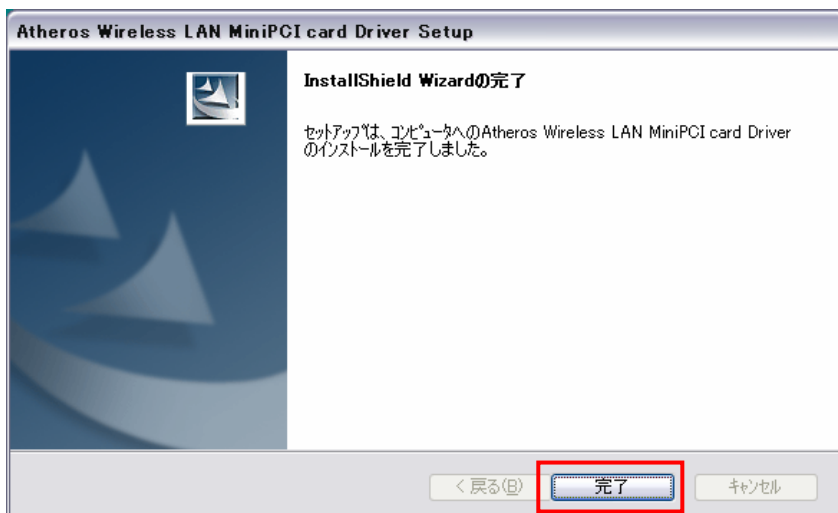 Atheros Wireless LAN MiniPCI card Driver Setup
InstallShield Wizardの完了
セットアップは、コンピュータへのAtheros Wireless LAN MiniPCI card Driver
のインストールを完了しました。
< 戻る(B) 完了 キャンセル